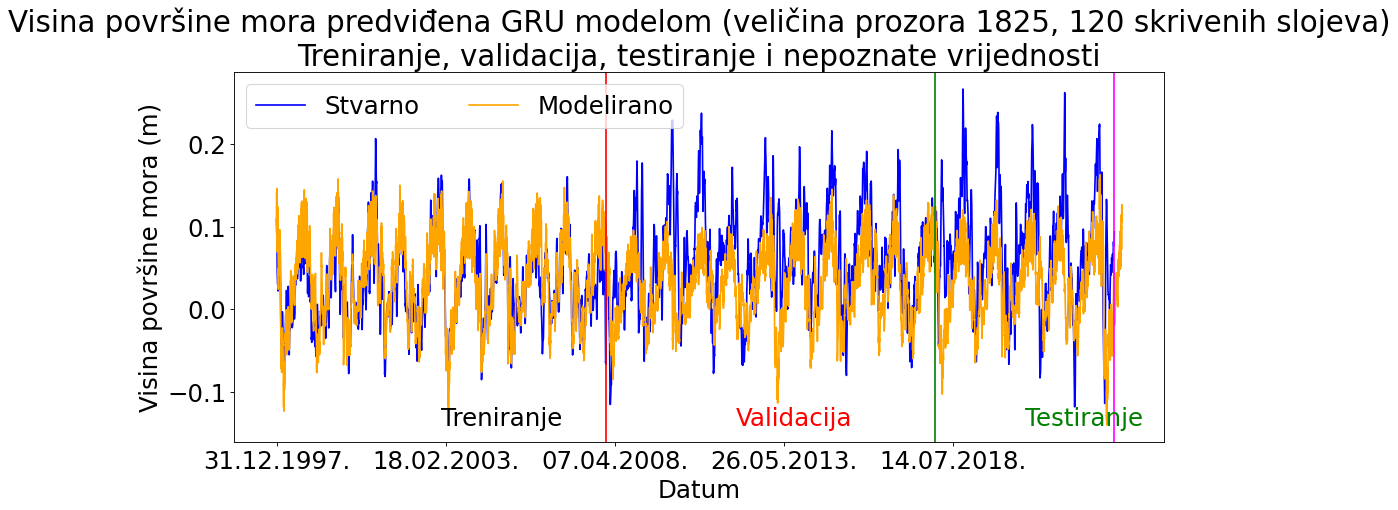 Visina površine mora predviđena GRU modelom (veličina prozora 1825, 120 skrivenih slojeva)
Treniranje, validacija, testiranje i nepoznate vrijednosti
Stvarno Modelirano
Visina površine mora (m)
0.2
0.1
0.0
−0.1
Treniranje Validacija Testiranje
31.12.1997. 18.02.2003. 07.04.2008. 26.05.2013. 14.07.2018.
Datum